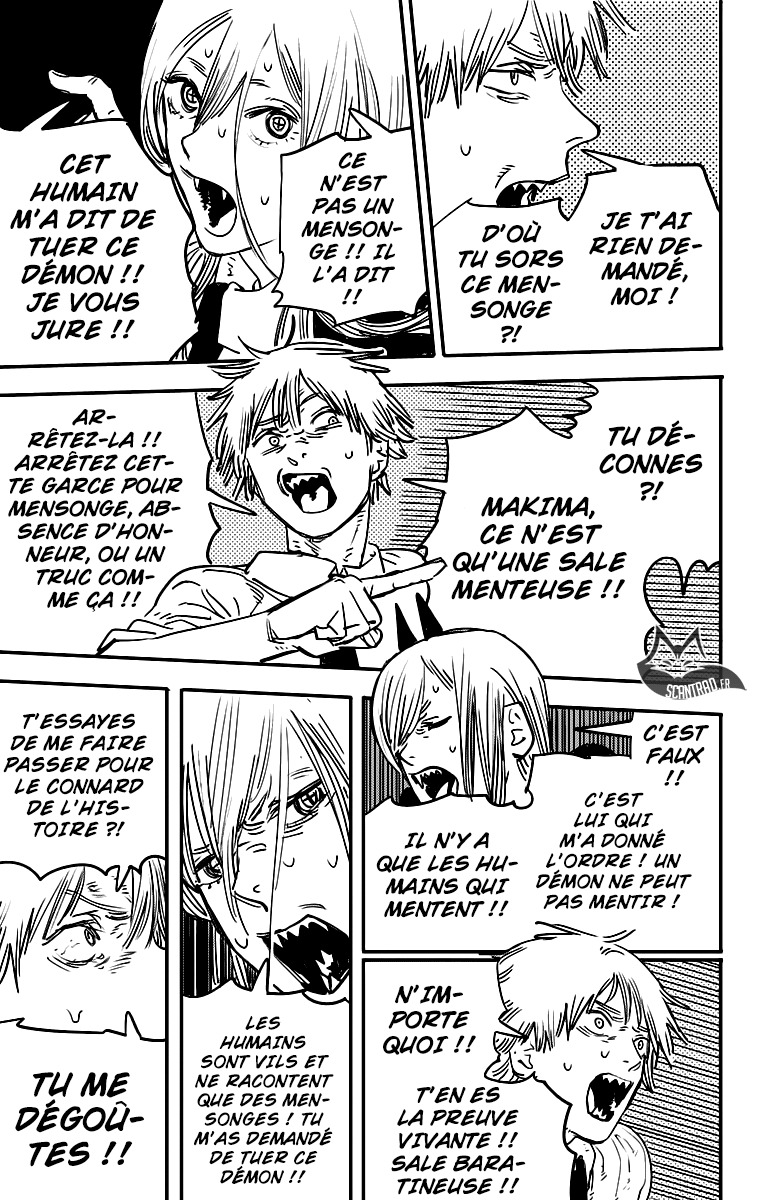 JE T'AI
RIEN DE-
MANDÉ,
MOI !
D'OÙ
TU SORS
CE MEN-
SONGE
?!
CE
N'EST
PAS UN
MENSON-
GE !! IL
L'A DIT
!!
CET
HUMAIN
M'A DIT DE
TUER CE
DÉMON !!
JE VOUS
JURE !!
TU DÉ-
CONNES
?!
MAKIMA,
CE N'EST
QU'UNE SALE
MENTEUSE !!
AR-
RÊTEZ-LA !!
ARRÊTEZ CET-
TE GARCE POUR
MENSONGE, AB-
SENCE D'HON-
NEUR, OU UN
TRUC COM-
ME ÇA !!
SCANTRAD.FR
C'EST
FAUX
!!
C'EST
LUI QUI
M'A DONNÉ
L'ORDRE ! UN
DÉMON NE PEUT
PAS MENTIR !
IL N'Y A
QUE LES HU-
MAINS QUI
MENTENT !!
N'IM-
PORTE
QUOI !!
T'EN ES
LA PREUVE
VIVANTE !!
SALE BARA-
TINEUSE !!
LES
HUMAINS
SONT VILS ET
NE RACONTENT
QUE DES MEN-
SONGES ! TU
M'AS DEMANDÉ
DE TUER CE
DÉMON !!
T'ESSAYES
DE ME FAIRE
PASSER POUR
LE CONNARD
DE L'HIS-
TOIRE ?!
TU ME
DÉGOÛ-
TES !!